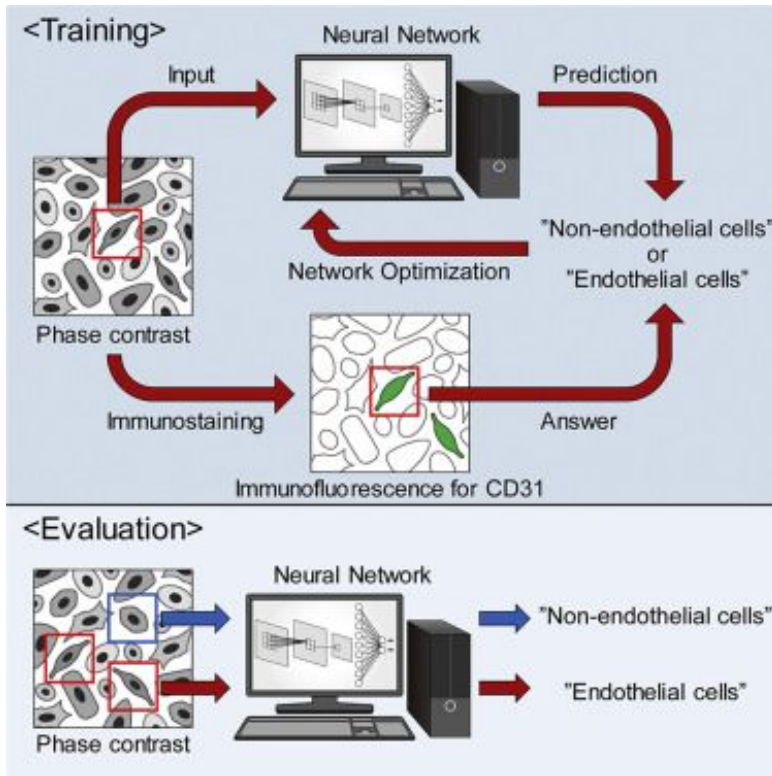 <Training>
Neural Network
Input
Prediction
"Non-endothelial cells"
or
"Endothelial cells"
Network Optimization
Phase contrast
Immunostaining
Answer
Immunofluorescence for CD31
<Evaluation>
Neural Network
"Non-endothelial cells"
"Endothelial cells"
Phase contrast